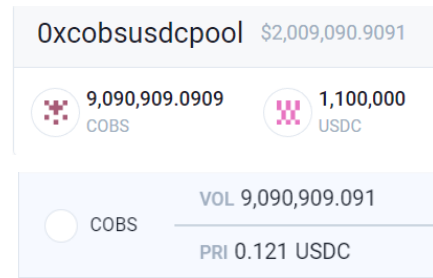 0xcobsusdcpool $2,009,090.9091
9,090,909.0909 1,100,000
COBS USDC
VOL 9,090,909.091
COBS
PRI 0.121 USDC